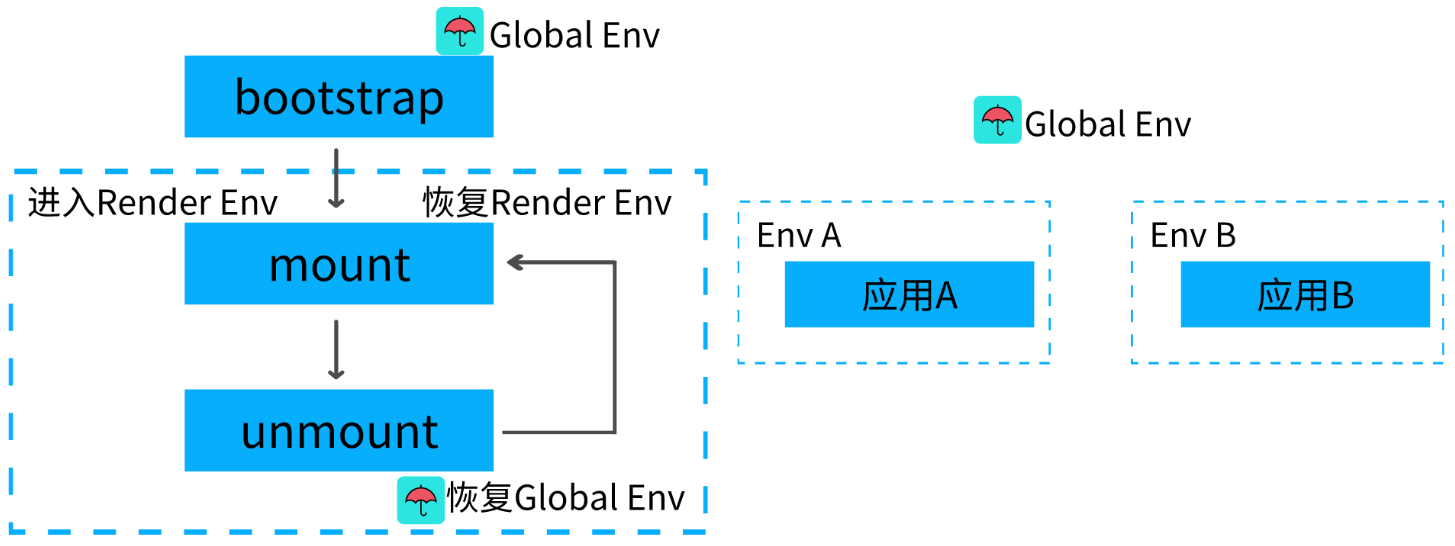 Global Env
bootstrap
进入Render Env
恢复Render Env
mount
unmount
恢复Global Env
Global Env
Env A
应用A
Env B
应用B